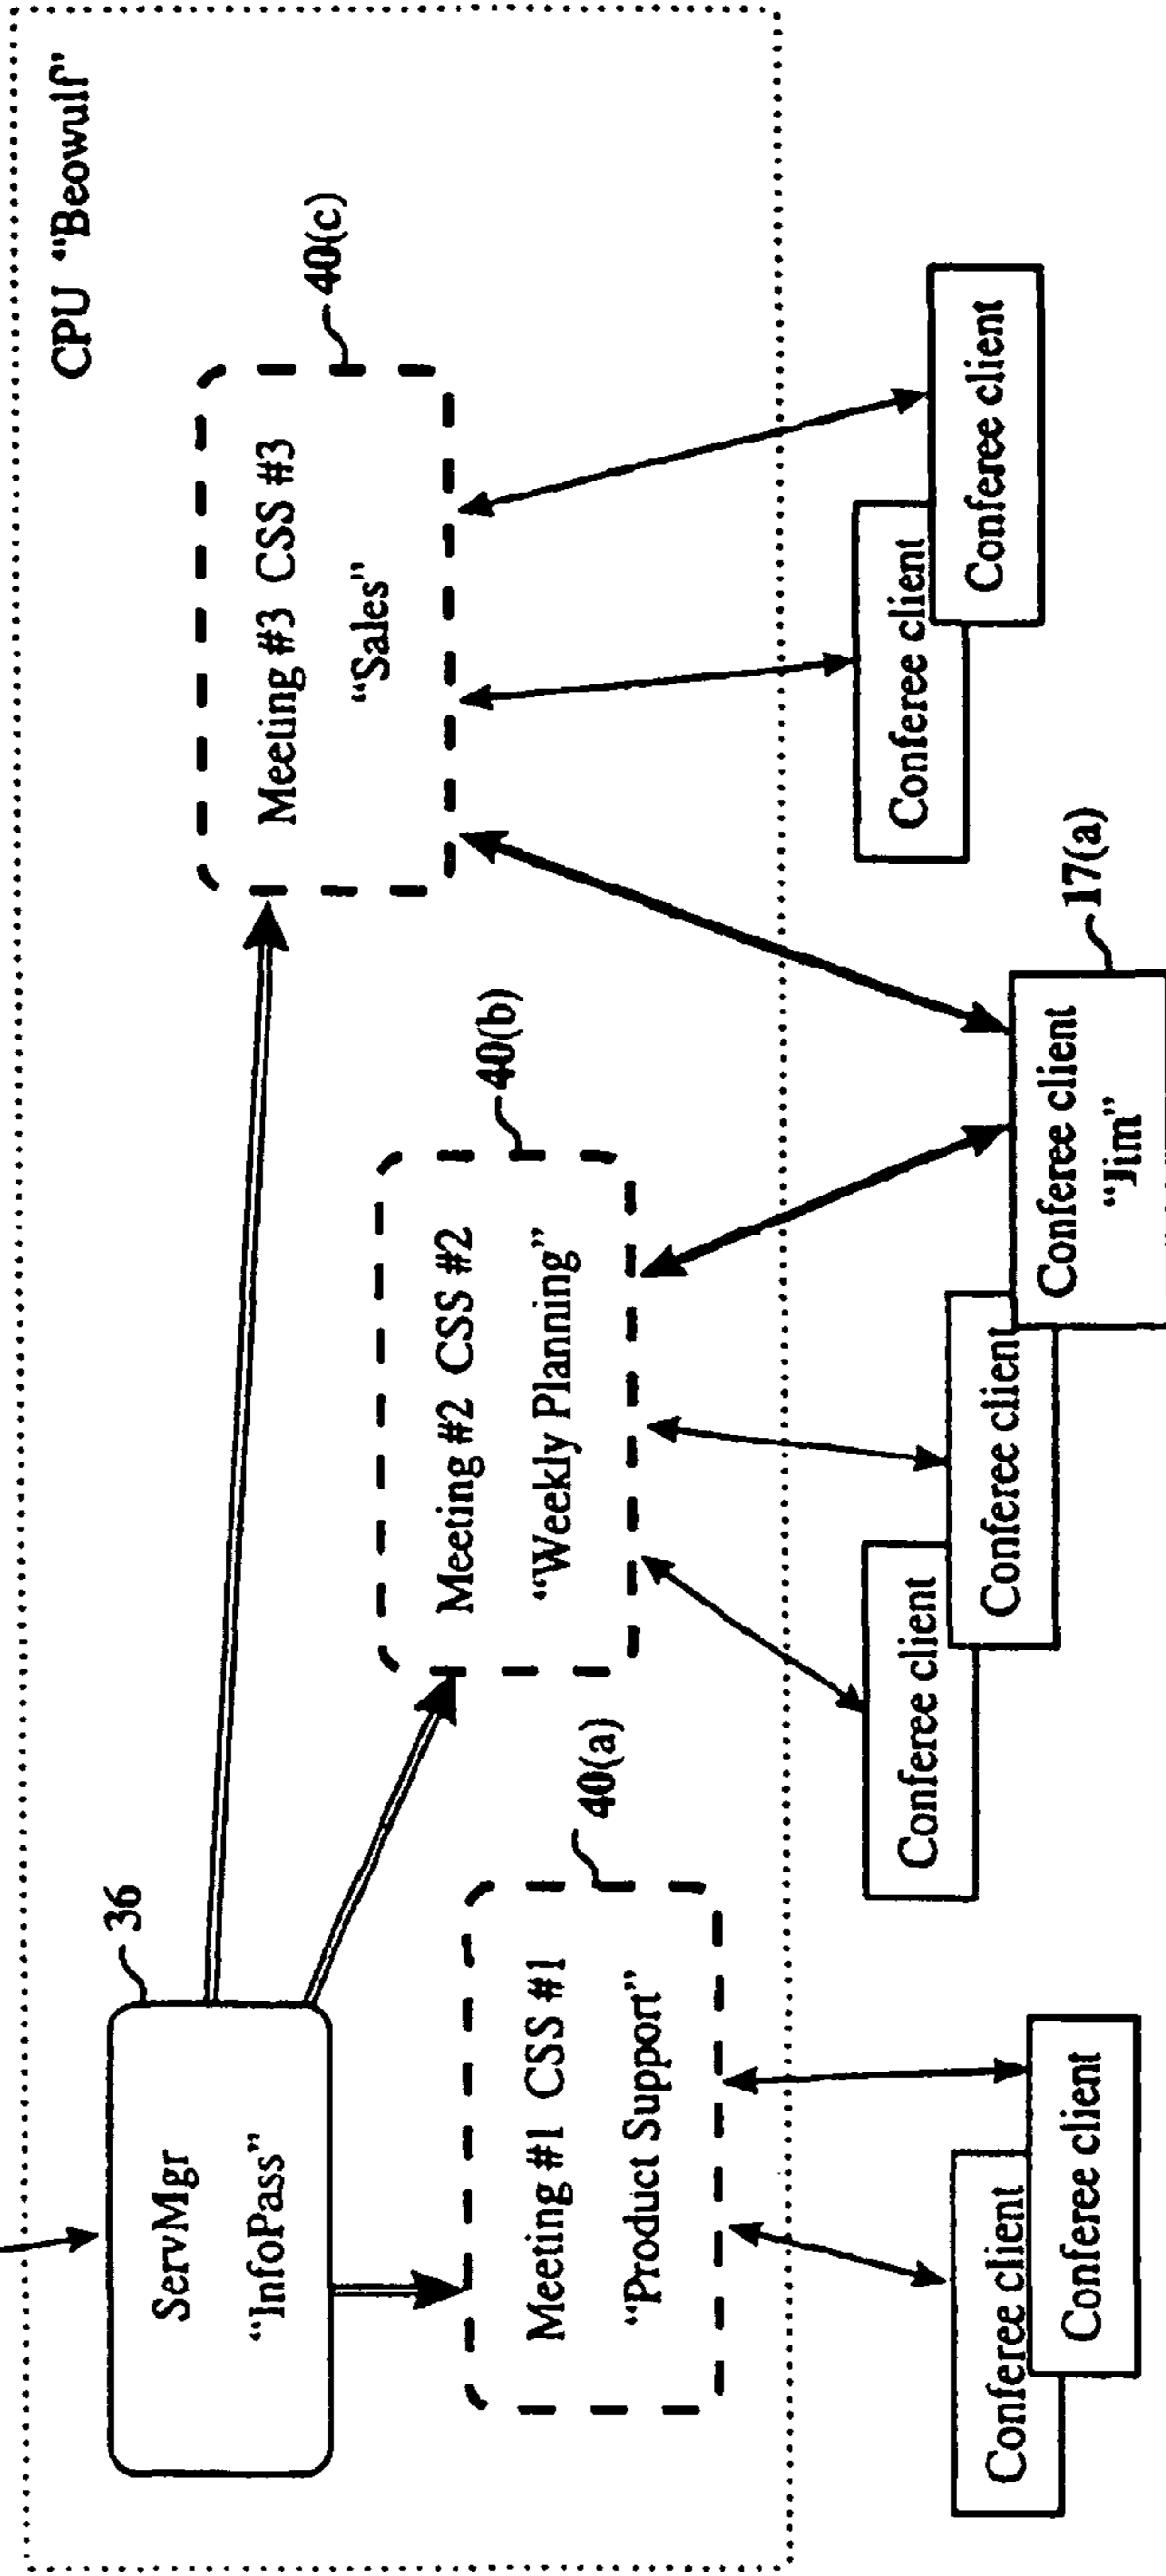 CPU “Beowulf”
36
ServMgr
“InfoPass”
40(c)
Meeting #3 CSS #3
“Sales”
40(b)
Meeting #2 CSS #2
“Weekly Planning”
40(a)
Meeting #1 CSS #1
“Product Support”
Conferee client
Conferee client
Conferee client
Conferee client
Conferee client
“Jim”
17(a)
Conferee client
Conferee client